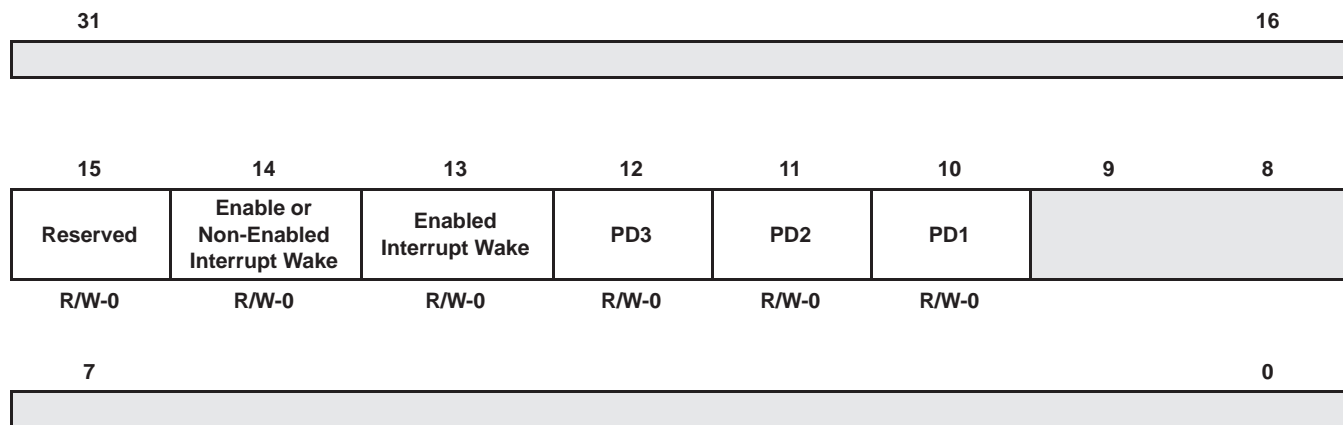 31 16
15 14 13 12 11 10 9 8
Reserved
Enable or
Non-Enabled
Interrupt Wake
Enabled
Interrupt Wake
PD3
PD2
PD1
R/W-0 R/W-0 R/W-0 R/W-0 R/W-0 R/W-0
7 0